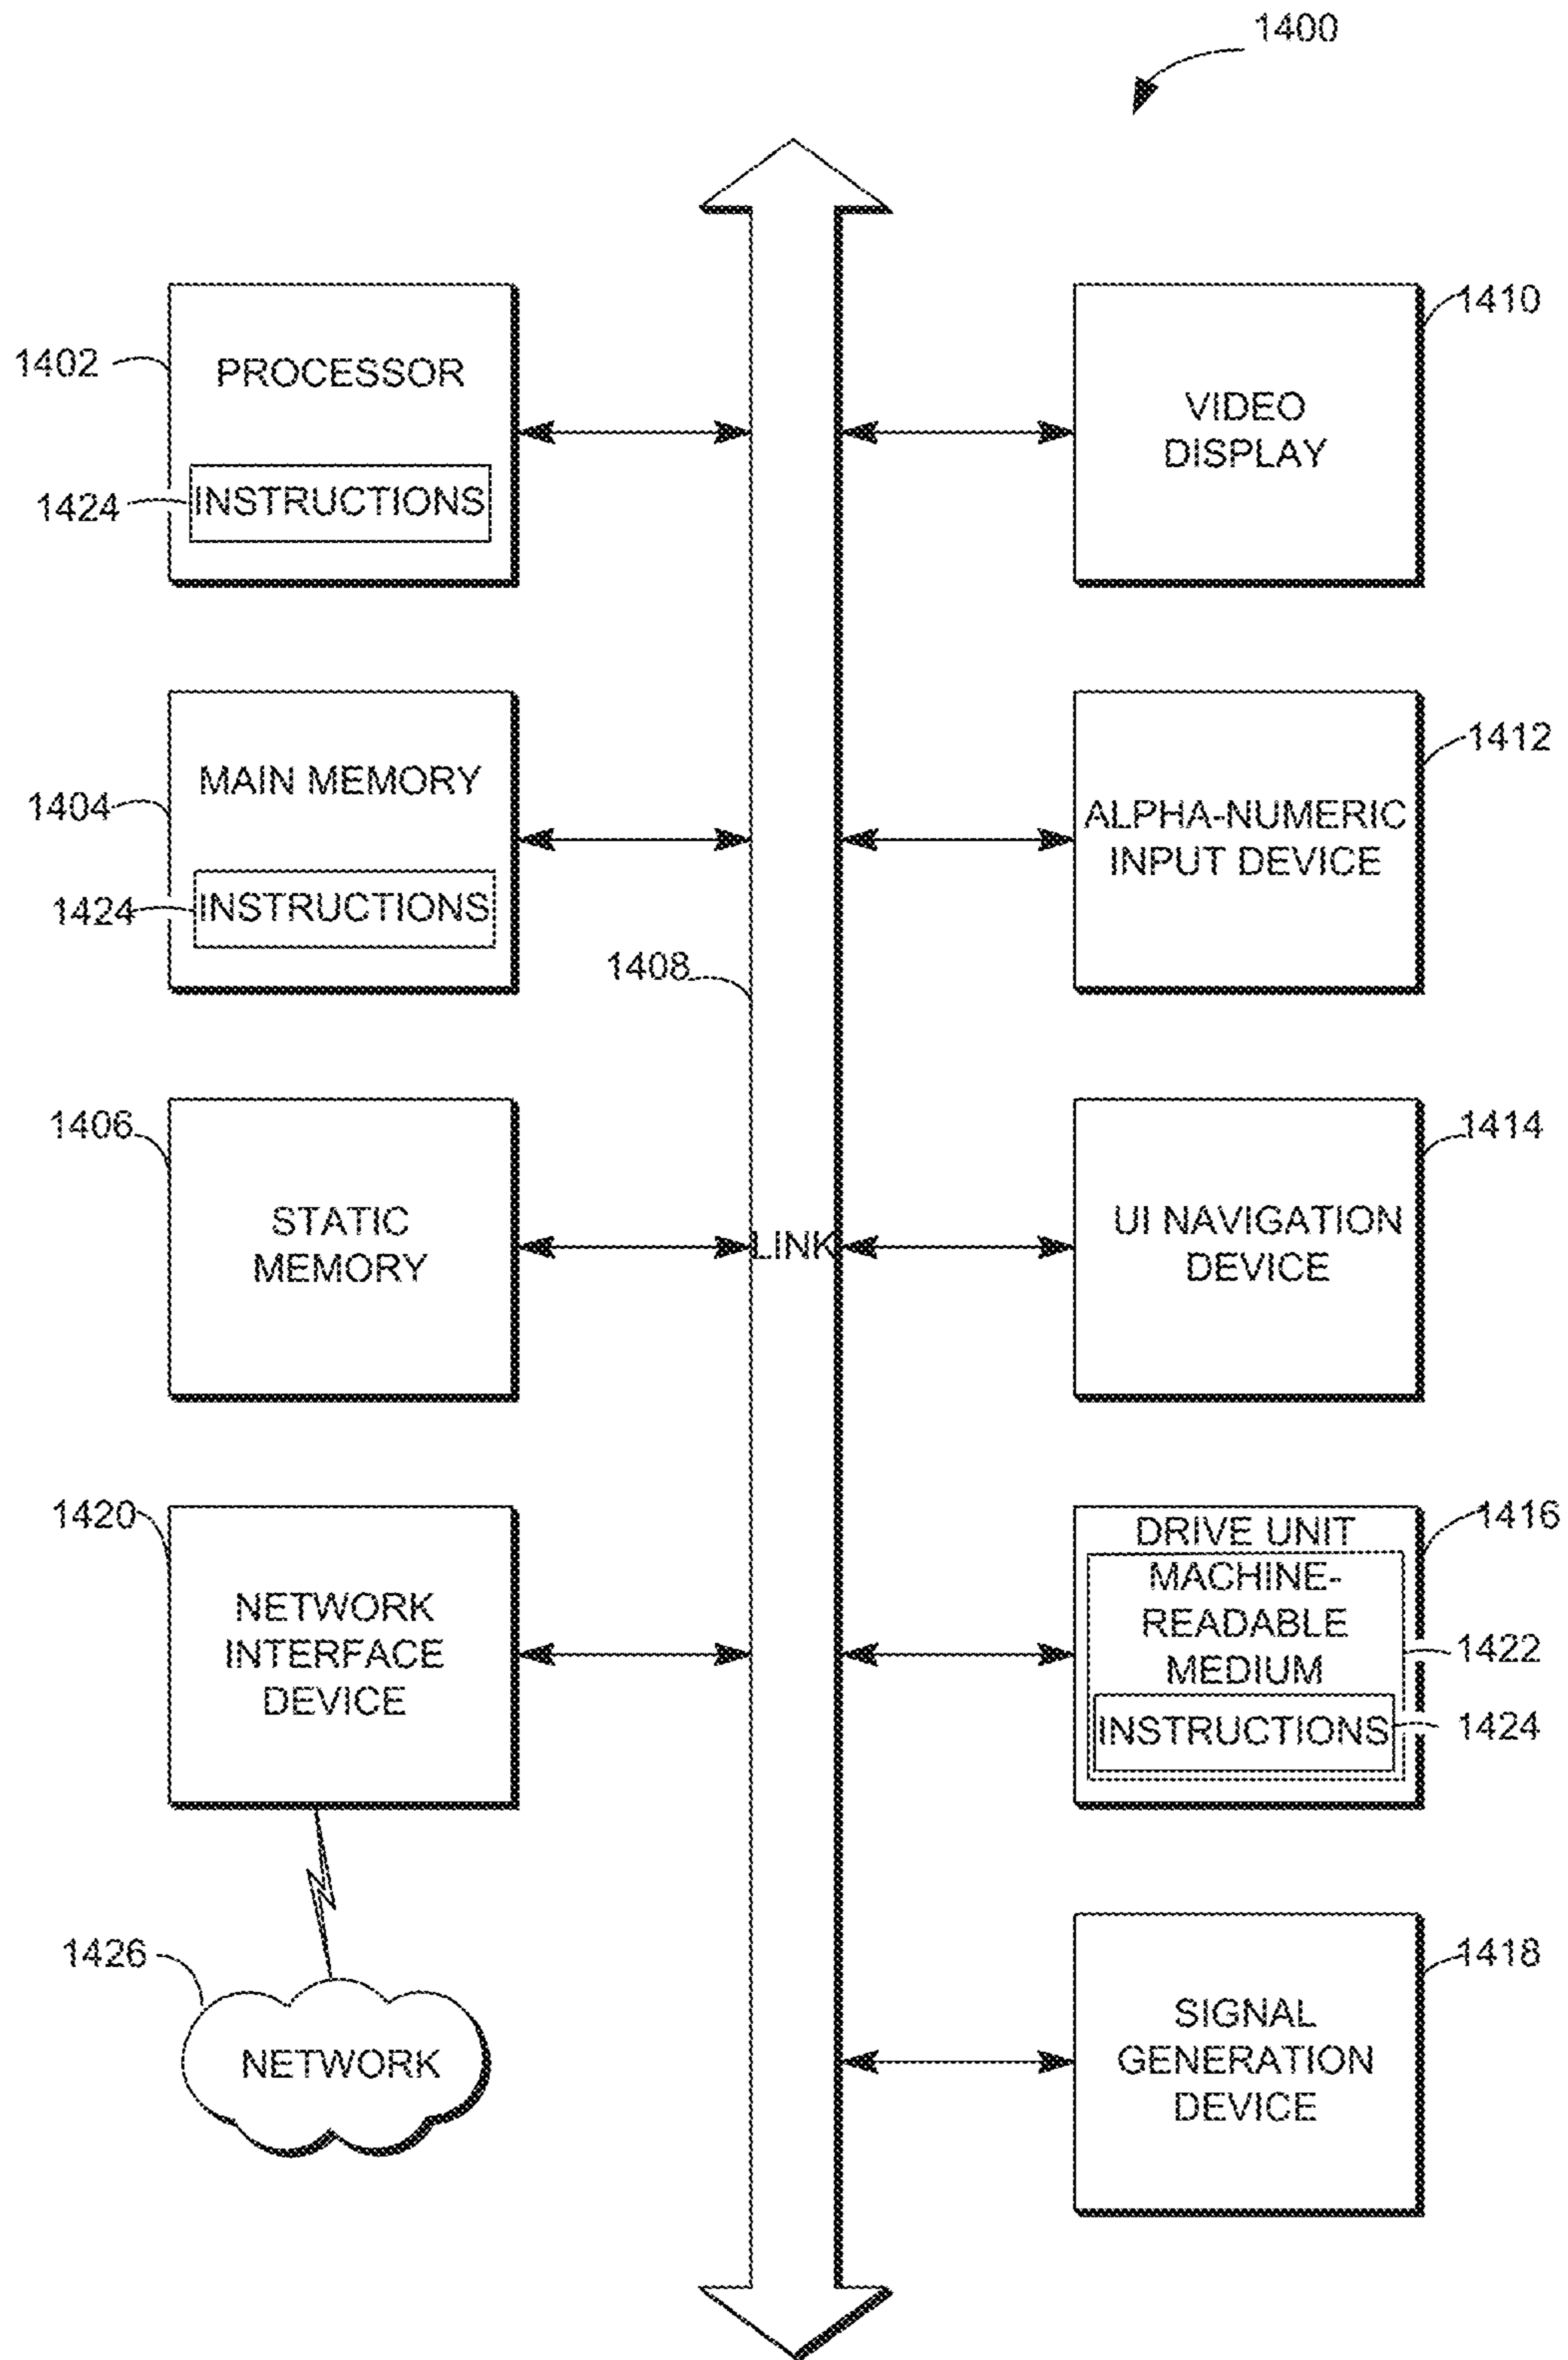 1400
1402
PROCESSOR
1424
INSTRUCTIONS
1410
VIDEO
DISPLAY
1404
MAIN MEMORY
1424
INSTRUCTIONS
1408
1412
ALPHA-NUMERIC
INPUT DEVICE
1406
STATIC
MEMORY
LINK
1414
UI NAVIGATION
DEVICE
1420
NETWORK
INTERFACE
DEVICE
1416
DRIVE UNIT
MACHINE-
READABLE
MEDIUM
1422
INSTRUCTIONS
1424
1426
NETWORK
1418
SIGNAL
GENERATION
DEVICE